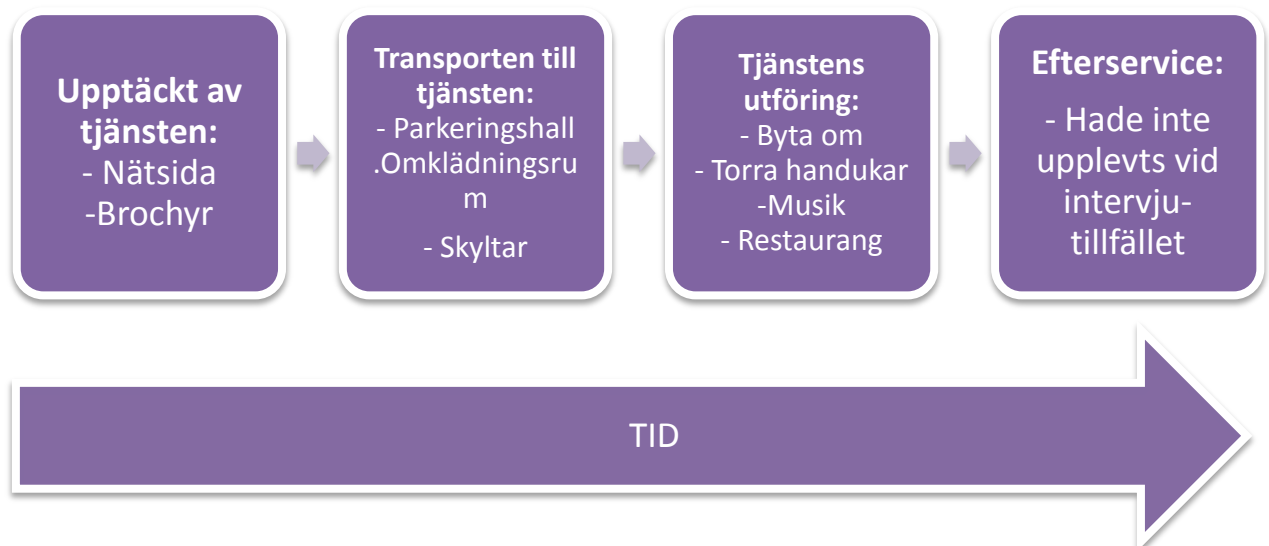 Upptäckt av
tjänsten:
- Nätsida
-Brochyr
Transporten till
tjänsten:
- Parkeringshall
.Omklädningsru
m
- Skyltar
Tjänstens
utföring:
- Byta om
- Torra handukar
-Musik
- Restaurang
Efterservice:
- Hade inte
upplevts vid
intervju-
tillfället
TID